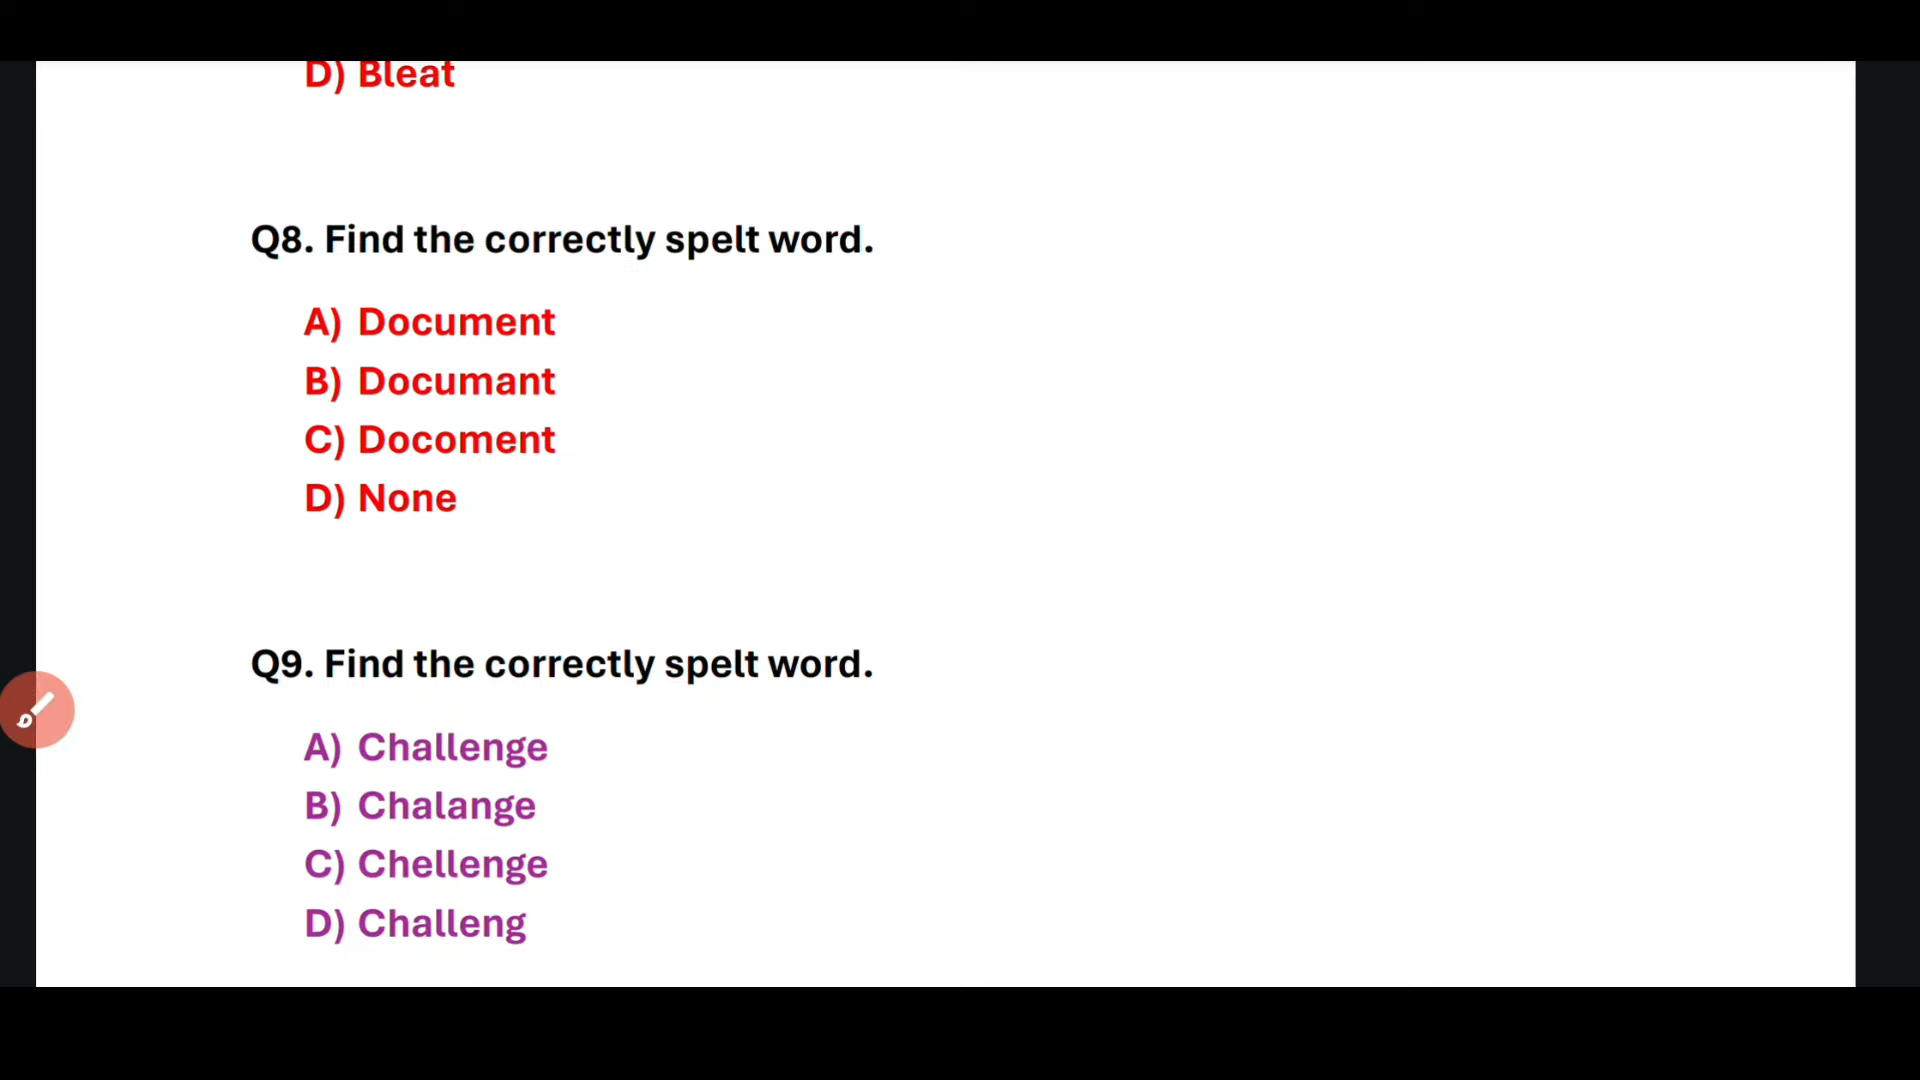 D) Bleat
Q8. Find the correctly spelt word.
A) Document
B) Documant
C) Docoment
D) None
Q9. Find the correctly spelt word.
A) Challenge
B) Chalange
C) Chellenge
D) Challeng